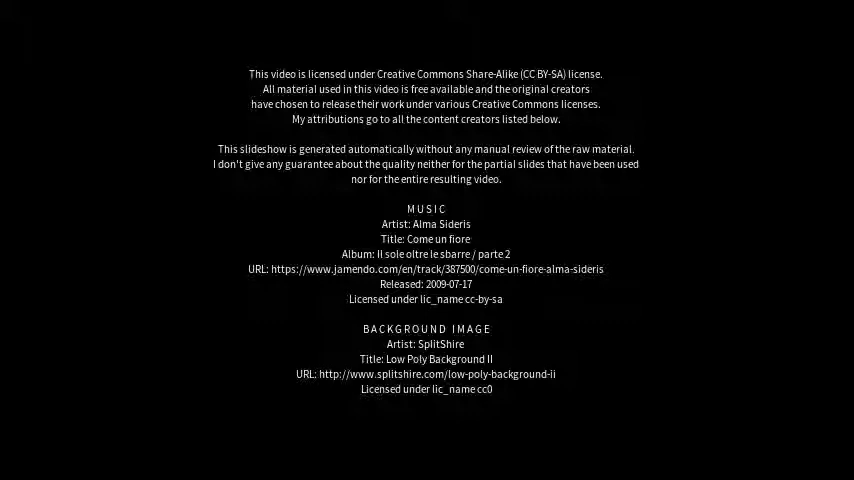 This video is licensed under Creative Commons Share-Alike (CC BY-SA) license.
All material used in this video is free available and the original creators
have chosen to release their work under various Creative Commons licenses.
My attributions go to all the content creators listed below.
This slideshow is generated automatically without any manual review of the raw material.
I don't give any guarantee about the quality neither for the partial slides that have been used
nor for the entire resulting video.
MUSIC
Artist: Alma Sideris
Title: Come un fiore
Album: Il sole oltre le sbarre / parte 2
URL: https://www.jamendo.com/en/track/387500/come-un-fiore-alma-sideris
Released: 2009-07-17
Licensed under lic_name cc-by-sa
BACKGROUND IMAGE
Artist: SplitShire
Title: Low Poly Background II
URL: http://www.splitshire.com/low-poly-background-ii
Licensed under lic_name cc0